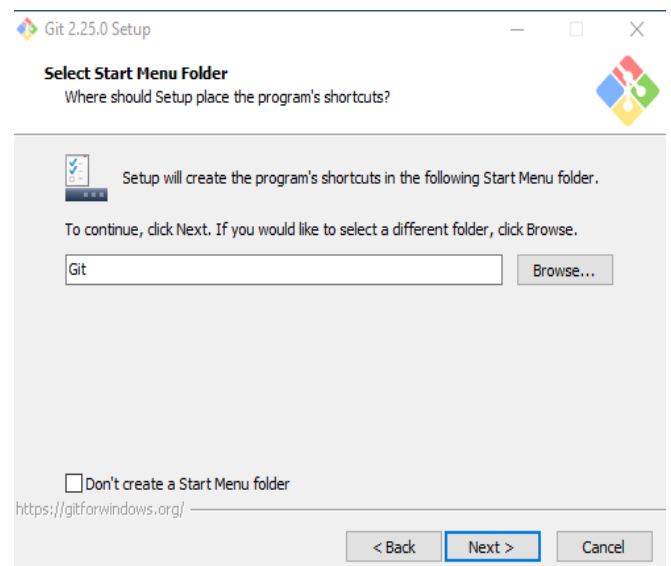 Git 2.25.0 Setup
Select Start Menu Folder
Where should Setup place the program's shortcuts?
Setup will create the program's shortcuts in the following Start Menu folder.
To continue, click Next. If you would like to select a different folder, click Browse.
Git
Browse...
Don't create a Start Menu folder
https://gitforwindows.org/
< Back
Next >
Cancel